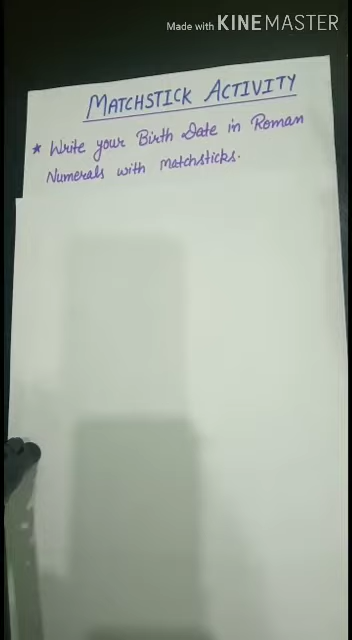 Made with KINEMASTER
MATCHSTICK ACTIVITY
* Write your Birth Date in Roman
Numerals with Matchsticks.